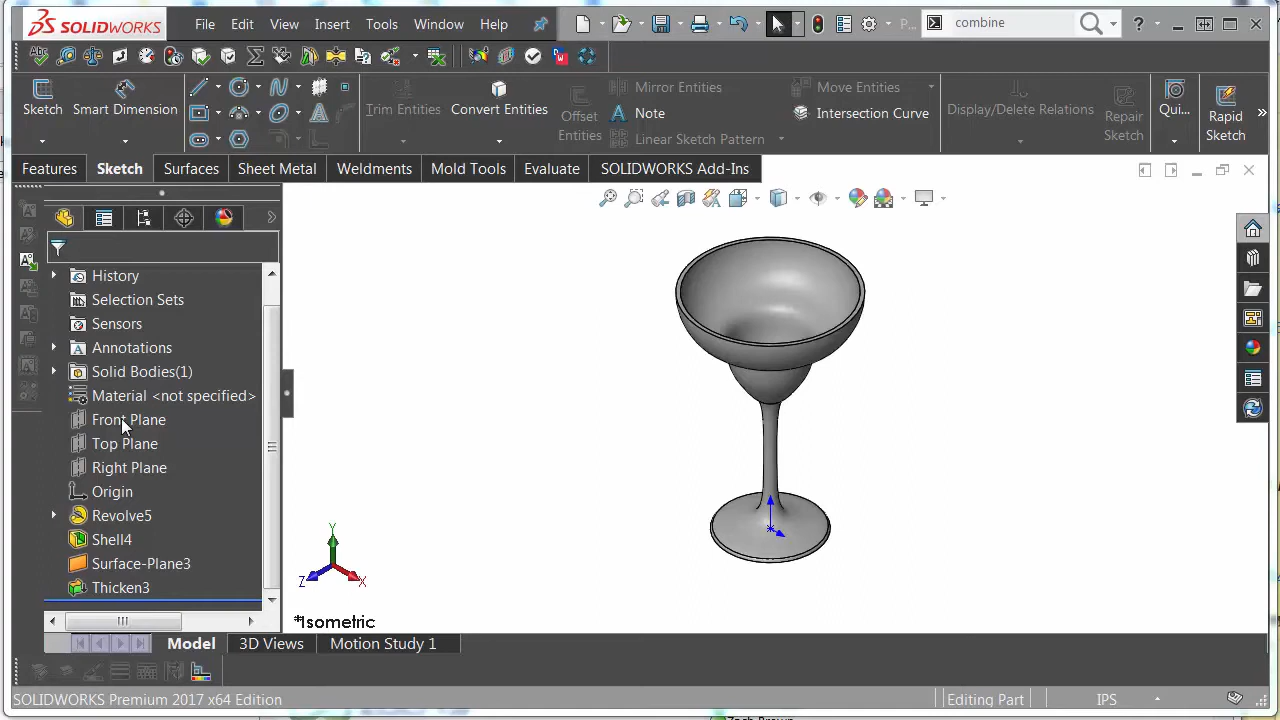 SOLIDWORKS File Edit View Insert Tools Window Help P... combine ?
Sketch Smart Dimension Trim Entities Convert Entities Offset Entities Mirror Entities Note Linear Sketch Pattern Move Entities Intersection Curve Display/Delete Relations Repair Sketch Qui... Rapid Sketch
Features Sketch Surfaces Sheet Metal Weldments Mold Tools Evaluate SOLIDWORKS Add-Ins
History
Selection Sets
Sensors
Annotations
Solid Bodies(1)
Material <not specified>
Front Plane
Top Plane
Right Plane
Origin
Revolve5
Shell4
Surface-Plane3
Thicken3
Y
Z X
*Isometric
Model 3D Views Motion Study 1
SOLIDWORKS Premium 2017 x64 Edition Editing Part IPS